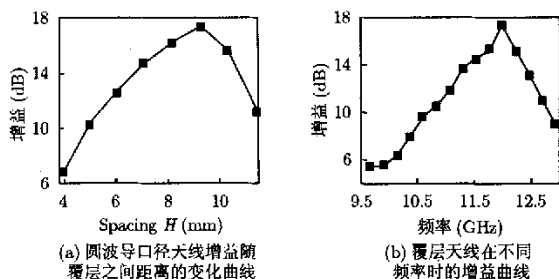 18
14
10
6
增益 (dB)
4 6 8 10
Spacing H (mm)
(a) 圆波导口径天线增益随
覆层之间距离的变化曲线
18
14
10
6
增益 (dB)
9.5 10.5 11.5 12.5
频率 (GHz)
(b) 覆层天线在不同
频率时的增益曲线